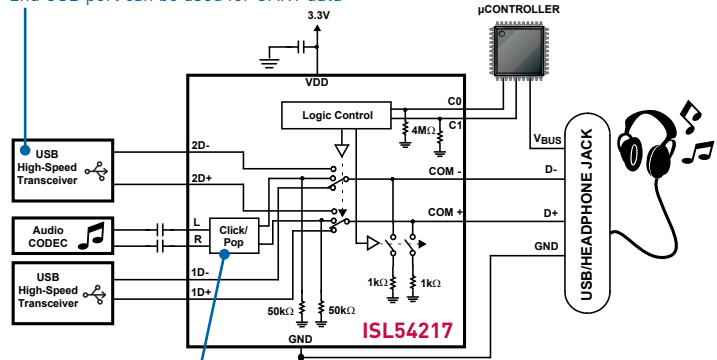 2nd USB port can be used for UART data
3.3V
µCONTROLLER
VDD
Logic Control
C0
C1
4MΩ
USB
High-Speed
Transceiver
2D-
2D+
VBUS
COM -
D-
COM +
D+
Audio
CODEC
L
R
Click/
Pop
GND
USB/HEADPHONE JACK
USB
High-Speed
Transceiver
1D-
1D+
50kΩ
50kΩ
1kΩ
1kΩ
ISL54217
GND